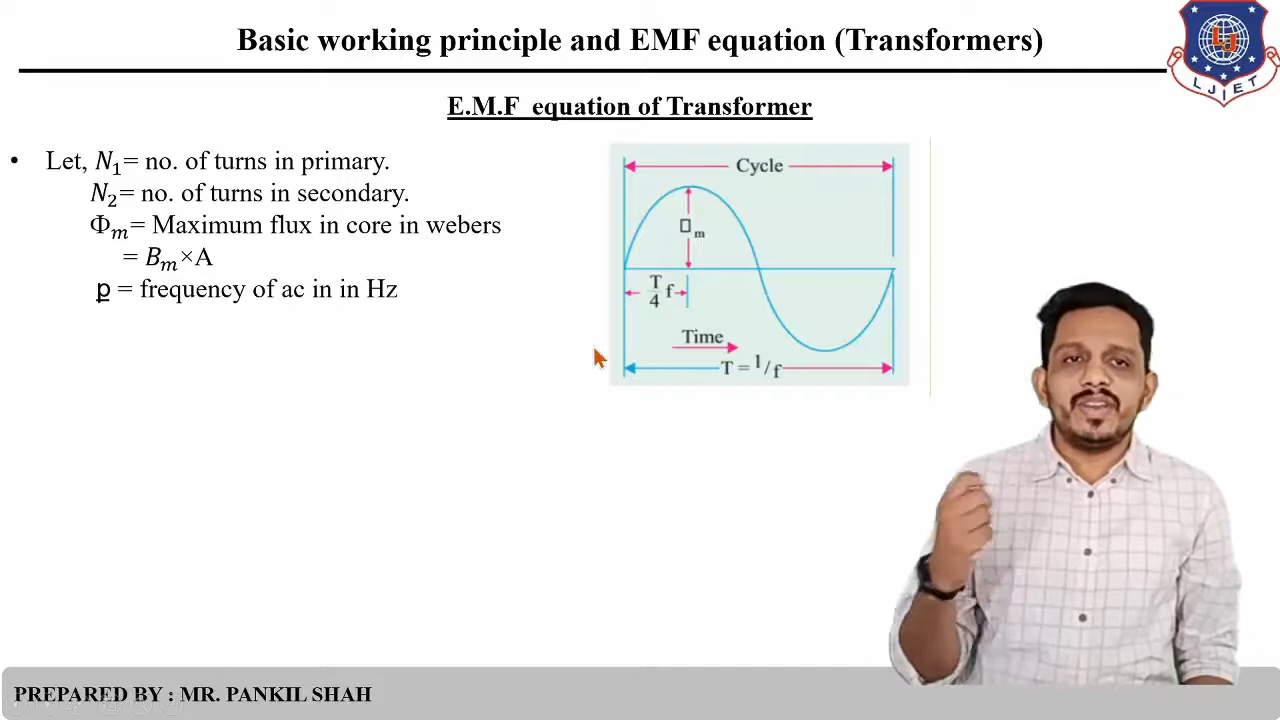 Basic working principle and EMF equation (Transformers)
LJIET
E.M.F equation of Transformer
• Let, N₁= no. of turns in primary.
N₂= no. of turns in secondary.
Φₘ= Maximum flux in core in webers
= Bₘ×A
p = frequency of ac in in Hz
Cycle
□ m
T/4 f
Time
T = 1/f
PREPARED BY : MR. PANKIL SHAH